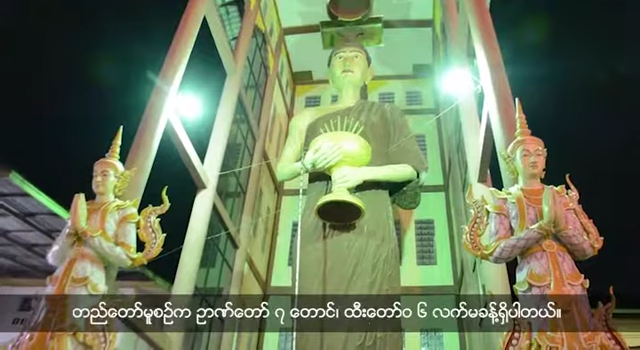 တည်တော်မူစဉ်က ဥာဏ်တော် ၇ တောင်၊ ထီးတော်ဝ ၆ လက်မခန့်ရှိပါတယ်။